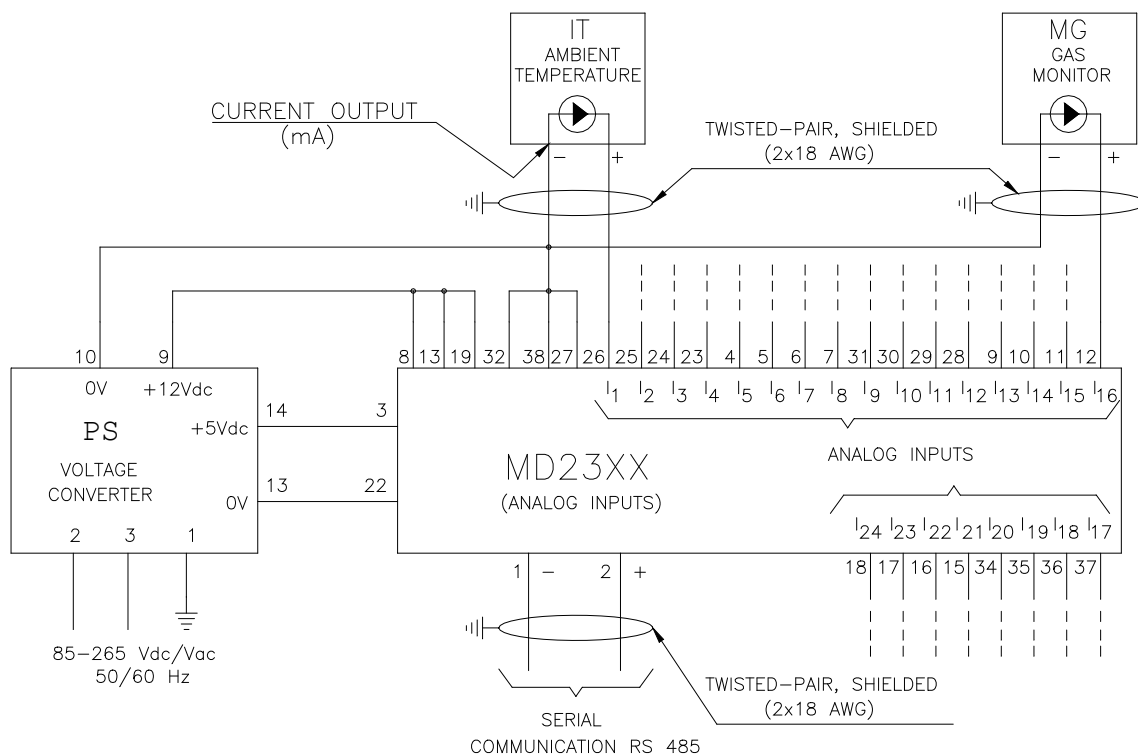 IT
AMBIENT
TEMPERATURE
MG
GAS
MONITOR
CURRENT OUTPUT
(mA)
TWISTED-PAIR, SHIELDED
(2x18 AWG)
- +
- +
10 9
8 13 19 32 38 27 26 25 24 23 4 5 6 7 31 30 29 28 9 10 11 12
0V +12Vdc
I1 I2 I3 I4 I5 I6 I7 I8 I9 I10 I11 I12 I13 I14 I15 I16
PS
+5Vdc
14 3
VOLTAGE
CONVERTER
0V
13 22
MD23XX
(ANALOG INPUTS)
ANALOG INPUTS
I24 I23 I22 I21 I20 I19 I18 I17
2 3 1
1 - 2 +
18 17 16 15 34 35 36 37
85-265 Vdc/Vac
50/60 Hz
TWISTED-PAIR, SHIELDED
(2x18 AWG)
SERIAL
COMMUNICATION RS 485